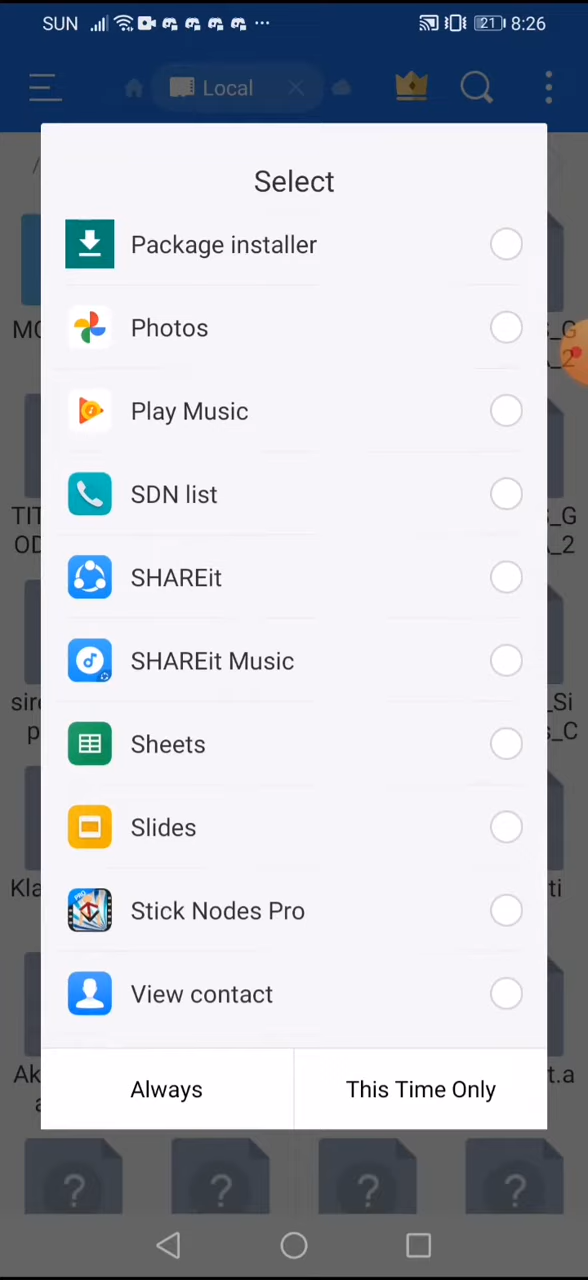 SUN 21 8:26
Local
/
Select
Package installer
Photos
Play Music
SDN list
SHAREit
SHAREit Music
Sheets
Slides
Stick Nodes Pro
View contact
Always
This Time Only